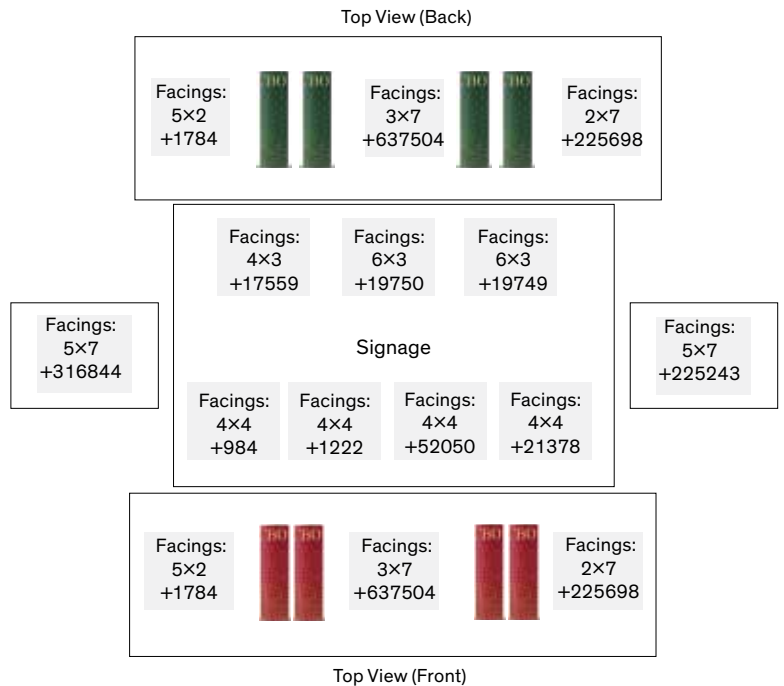 Top View (Back)
Facings:
5×2
+1784
Facings:
3×7
+637504
Facings:
2×7
+225698
Facings:
4×3
+17559
Facings:
6×3
+19750
Facings:
6×3
+19749
Facings:
5×7
+316844
Signage
Facings:
5×7
+225243
Facings:
4×4
+984
Facings:
4×4
+1222
Facings:
4×4
+52050
Facings:
4×4
+21378
Facings:
5×2
+1784
Facings:
3×7
+637504
Facings:
2×7
+225698
Top View (Front)